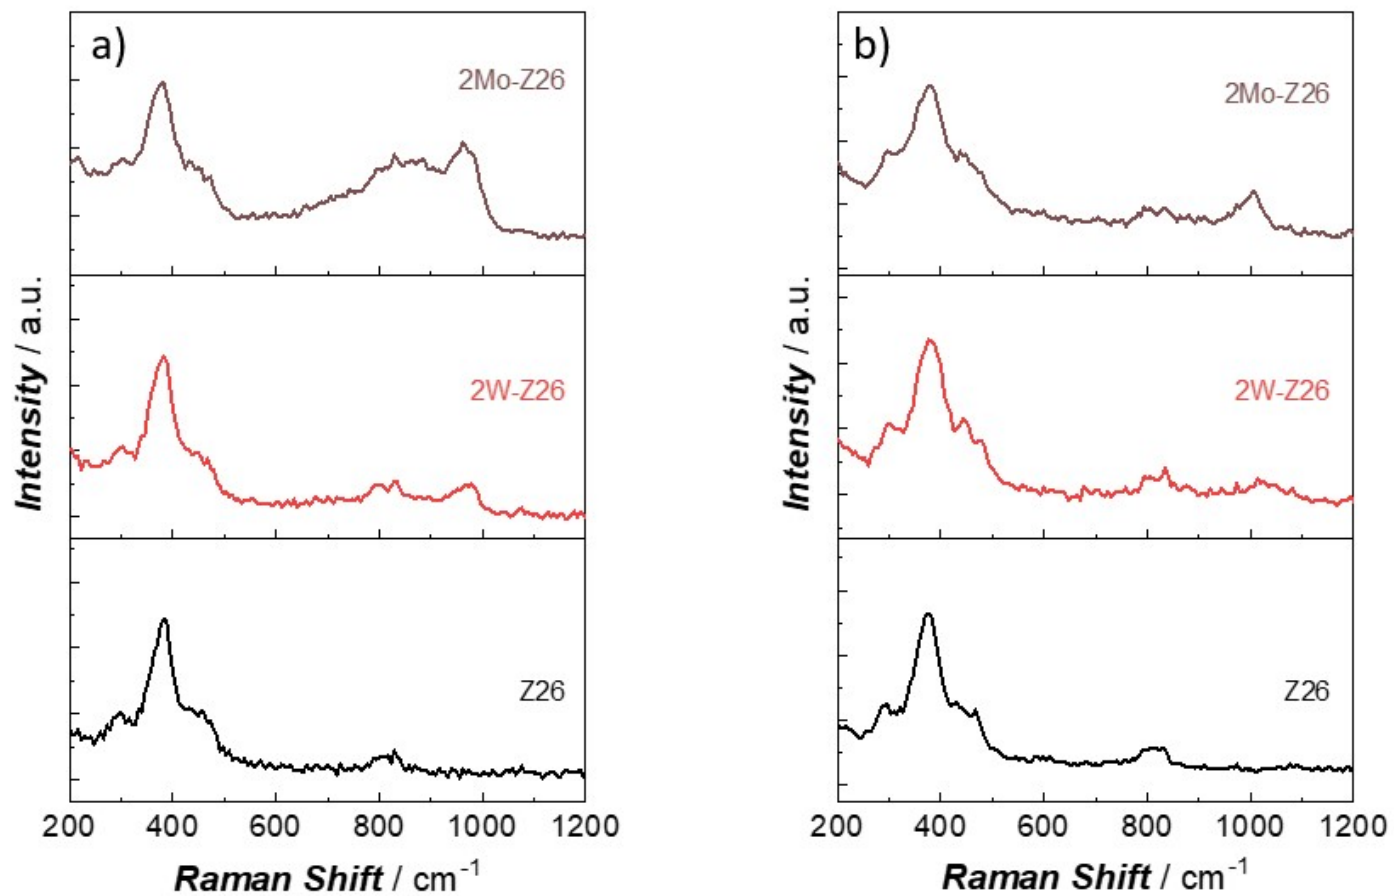 a)
2Mo-Z26
2W-Z26
Z26
Intensity / a.u.
200 400 600 800 1000 1200
Raman Shift / cm⁻¹
b)
2Mo-Z26
2W-Z26
Z26
Intensity / a.u.
200 400 600 800 1000 1200
Raman Shift / cm⁻¹